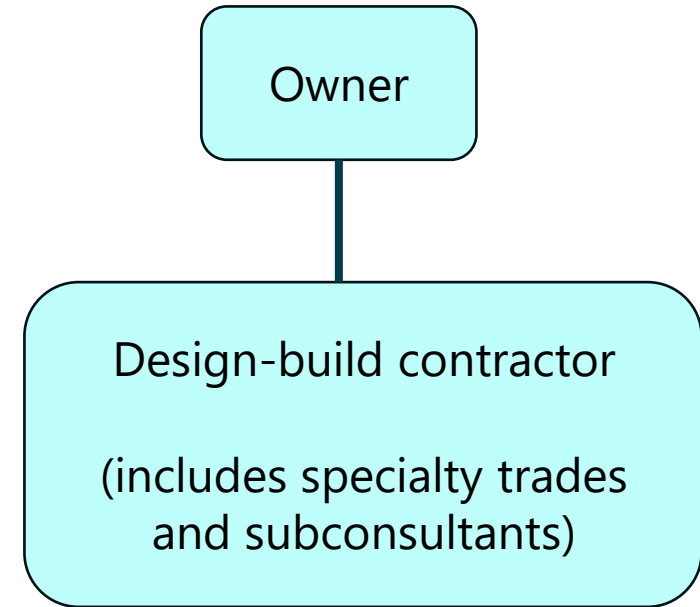 Owner
Design-build contractor
(includes specialty trades
and subconsultants)